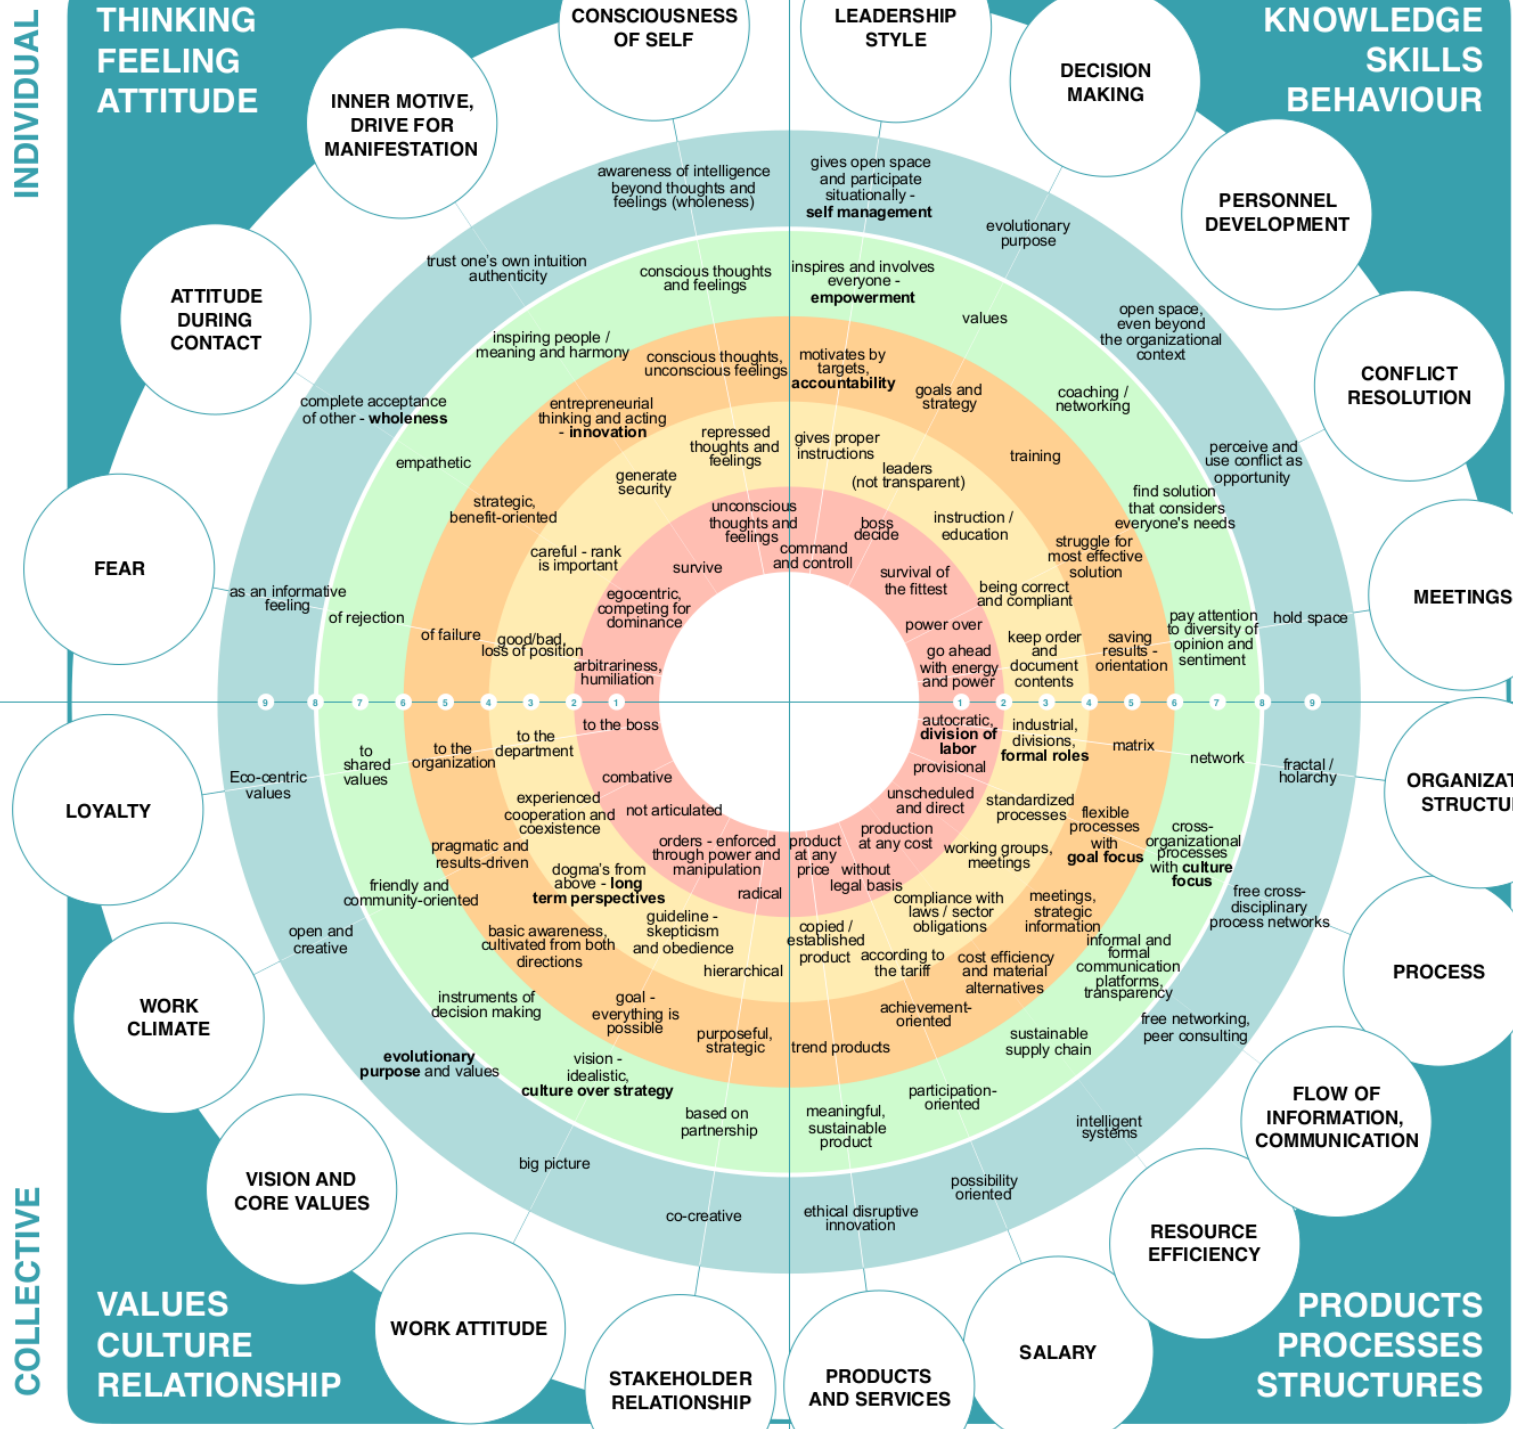 INDIVIDUAL
COLLECTIVE
THINKING
FEELING
ATTITUDE
KNOWLEDGE
SKILLS
BEHAVIOUR
VALUES
CULTURE
RELATIONSHIP
PRODUCTS
PROCESSES
STRUCTURES
CONSCIOUSNESS
OF SELF
awareness of intelligence
beyond thoughts and
feelings (wholeness)
conscious thoughts
and feelings
conscious thoughts,
unconscious feelings
repressed
thoughts and
feelings
unconscious
thoughts and
feelings
INNER MOTIVE,
DRIVE FOR
MANIFESTATION
trust one's own intuition
authenticity
inspiring people /
meaning and harmony
entrepreneurial
thinking and acting
- innovation
generate
security
survive
ATTITUDE
DURING
CONTACT
complete acceptance
of other - wholeness
empathetic
strategic,
benefit-oriented
careful - rank
is important
egocentric,
competing for
dominance
FEAR
as an informative
feeling
of rejection
of failure
good/bad,
loss of position
arbitrariness,
humiliation
LEADERSHIP
STYLE
gives open space
and participate
situationally -
self management
inspires and involves
everyone -
empowerment
motivates by
targets,
accountability
gives proper
instructions
command
and controll
DECISION
MAKING
evolutionary
purpose
values
goals and
strategy
leaders
(not transparent)
boss
decide
PERSONNEL
DEVELOPMENT
open space,
even beyond
the organizational
context
coaching /
networking
training
instruction /
education
survival of
the fittest
CONFLICT
RESOLUTION
perceive and
use conflict as
opportunity
find solution
that considers
everyone's needs
struggle for
most effective
solution
being correct
and compliant
power over
MEETINGS
hold space
pay attention
to diversity of
opinion and
sentiment
saving
results -
orientation
keep order
and
document
contents
go ahead
with energy
and power
9 8 7 6 5 4 3 2 1 1 2 3 4 5 6 7 8 9
LOYALTY
Eco-centric
values
to
shared
values
to the
organization
to the
department
to the boss
WORK
CLIMATE
open and
creative
friendly and
community-oriented
pragmatic and
results-driven
experienced
cooperation and
coexistence
combative
VISION AND
CORE VALUES
evolutionary
purpose and values
instruments of
decision making
basic awareness,
cultivated from both
directions
dogma's from
above - long
term perspectives
not articulated
WORK ATTITUDE
big picture
vision -
idealistic,
culture over strategy
goal -
everything is
possible
guideline -
skepticism
and obedience
orders - enforced
through power and
manipulation
STAKEHOLDER
RELATIONSHIP
co-creative
based on
partnership
purposeful,
strategic
hierarchical
radical
ORGANIZAT
STRUCTU
fractal /
holarchy
network
matrix
industrial,
divisions,
formal roles
autocratic,
division of
labor
PROCESS
free cross-
disciplinary
process networks
cross-
organizational
processes
with culture
focus
flexible
processes
with
goal focus
standardized
processes
provisional
FLOW OF
INFORMATION,
COMMUNICATION
free networking,
peer consulting
informal and
formal
communication
platforms,
transparency
meetings,
strategic
information
working groups,
meetings
unscheduled
and direct
RESOURCE
EFFICIENCY
intelligent
systems
sustainable
supply chain
cost efficiency
and material
alternatives
compliance with
laws / sector
obligations
production
at any cost
SALARY
possibility
oriented
participation-
oriented
achievement-
oriented
according to
the tariff
without
legal basis
PRODUCTS
AND SERVICES
ethical disruptive
innovation
meaningful,
sustainable
product
trend products
copied /
established
product
product
at any
price